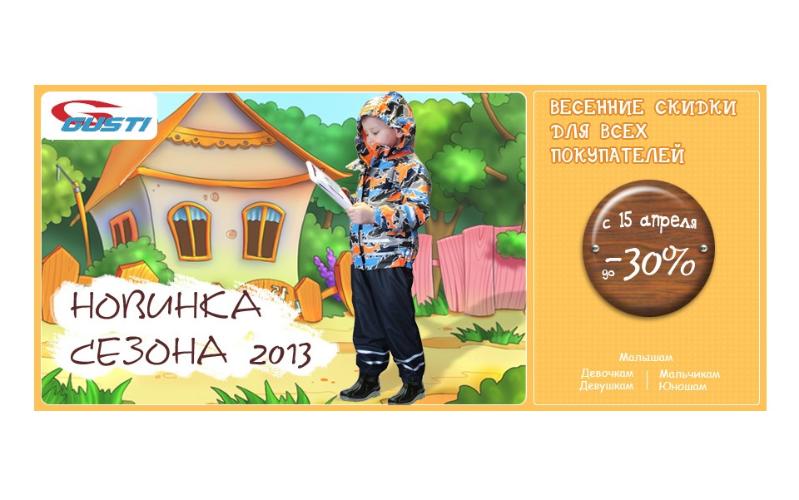 GUSTI
НОВИНКА
СЕЗОНА 2013
ВЕСЕННИЕ СКИДКИ
ДЛЯ ВСЕХ
ПОКУПАТЕЛЕЙ
с 15 апреля
до -30%
Малышам
Девочкам | Мальчикам
Девушкам | Юношам